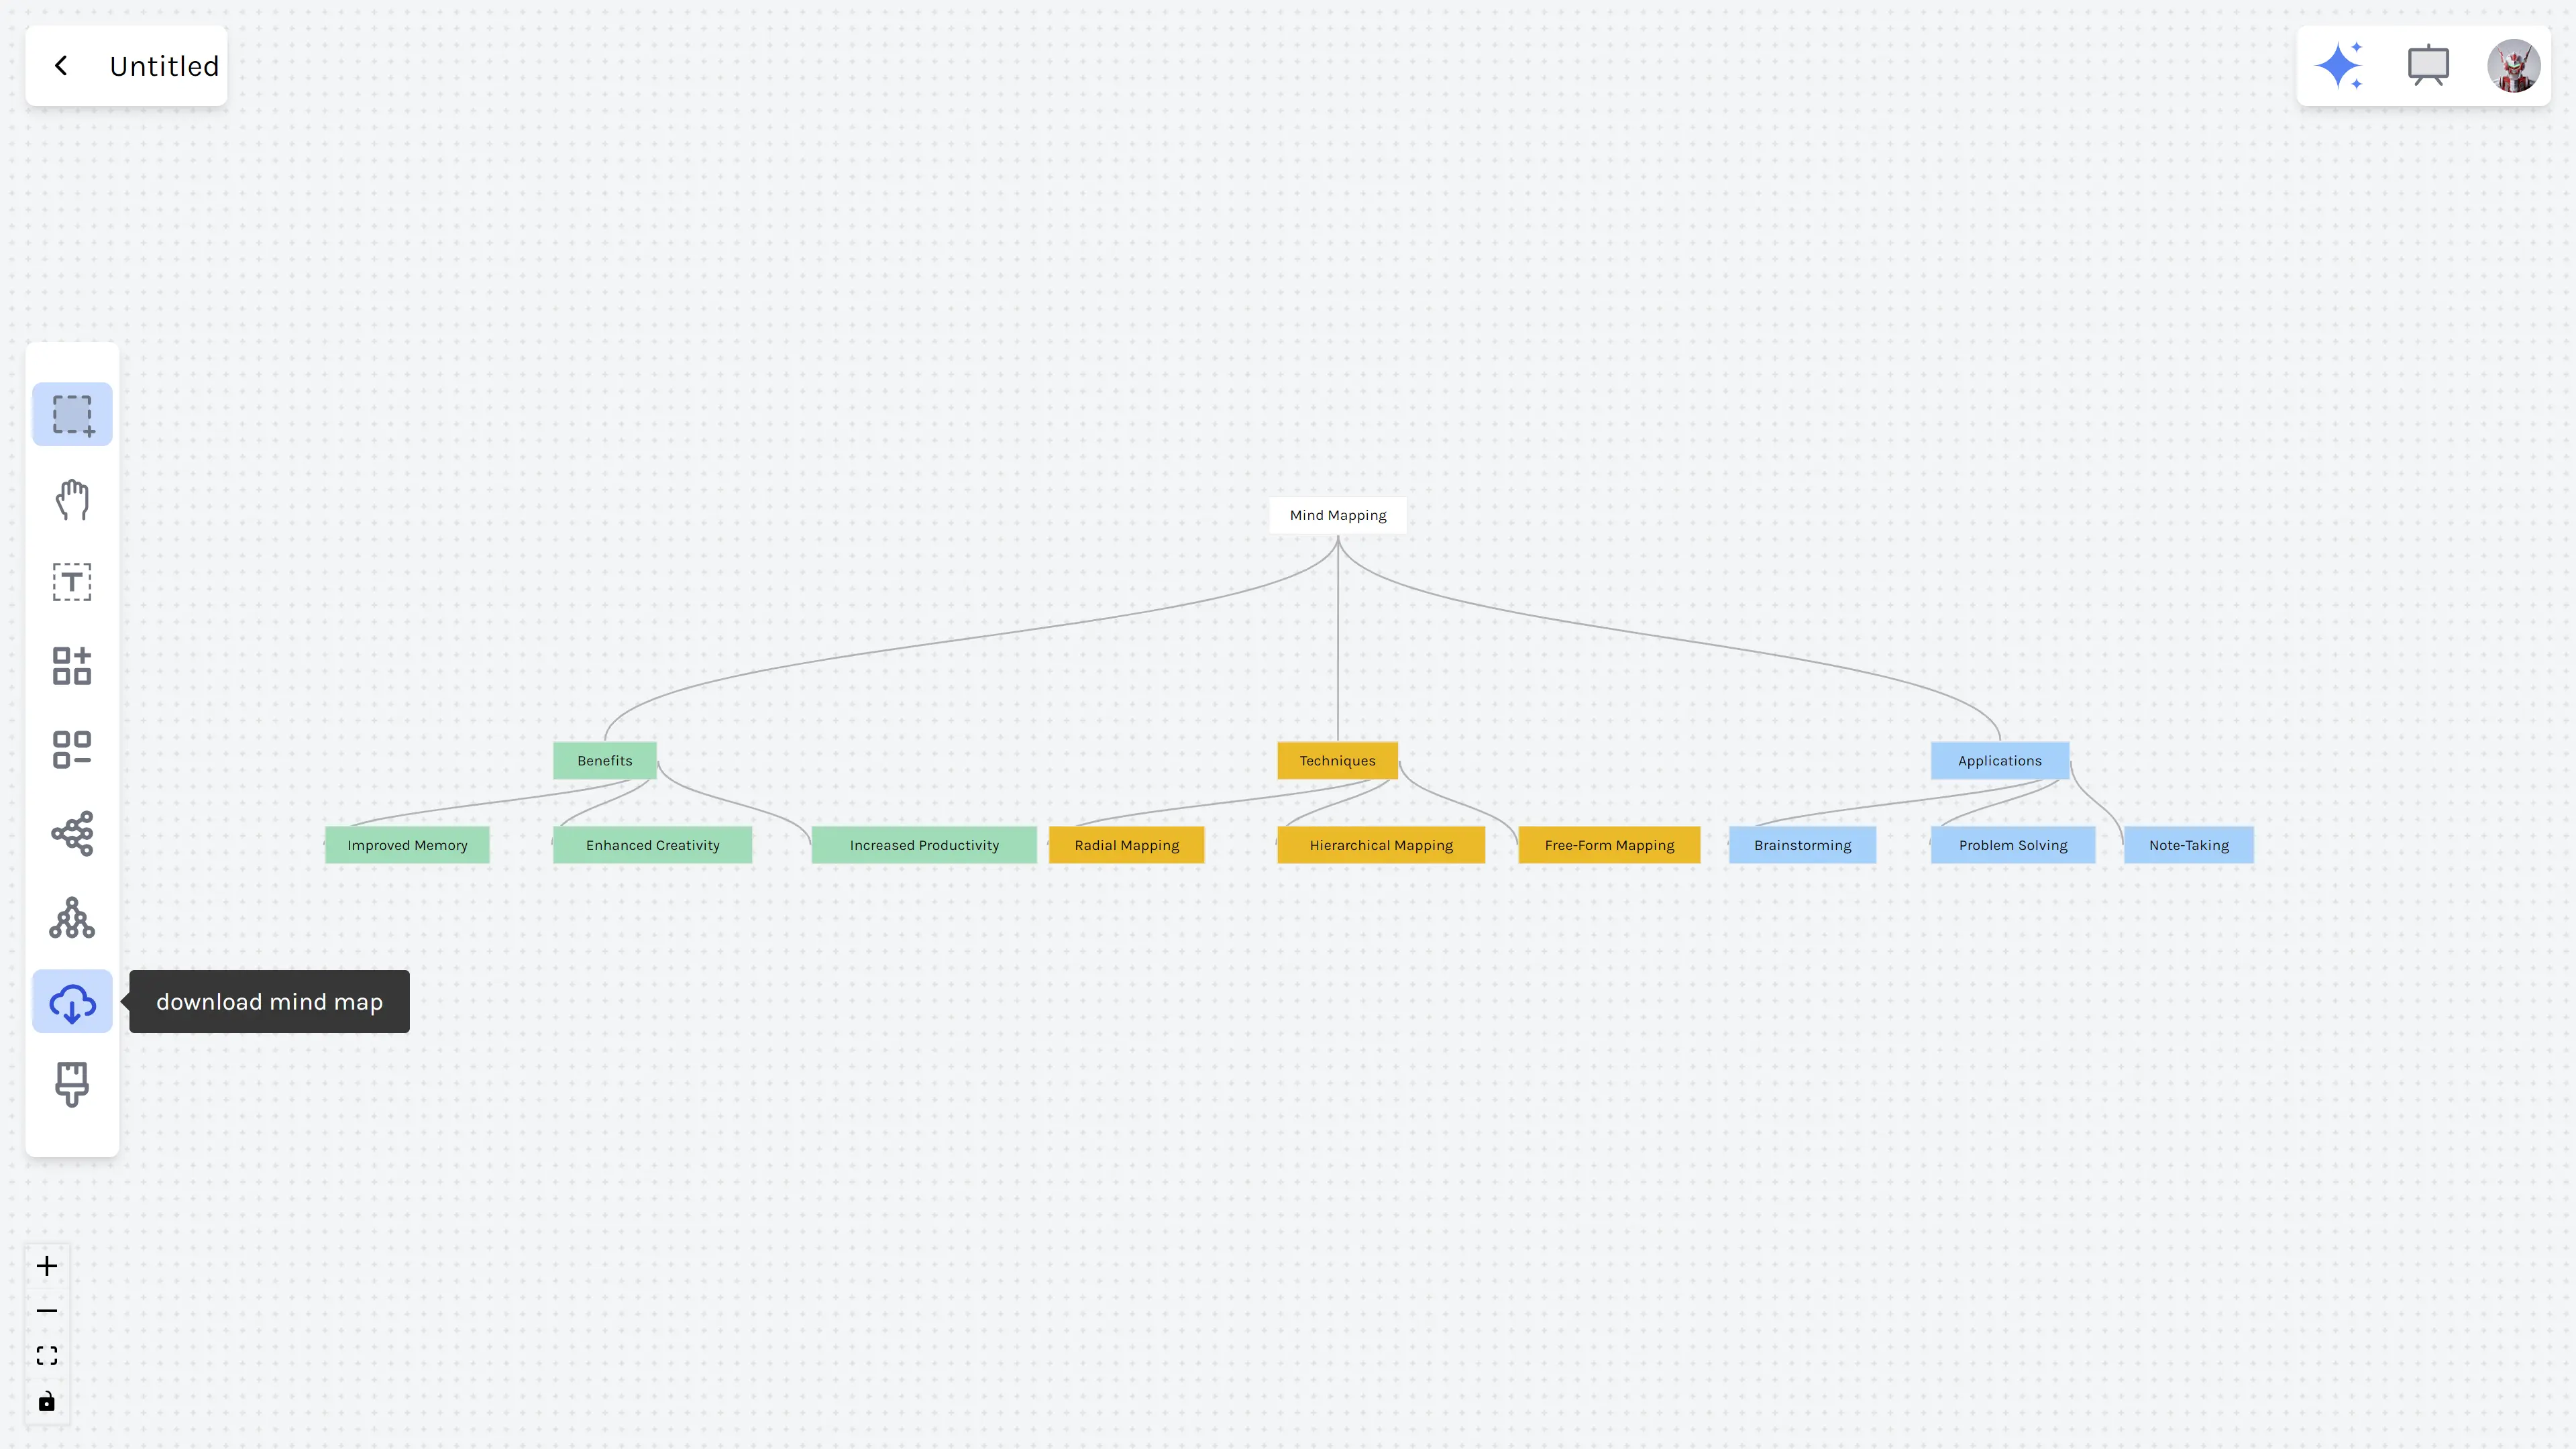 Untitled
Mind Mapping
Benefits
Techniques
Applications
Improved Memory
Enhanced Creativity
Increased Productivity
Radial Mapping
Hierarchical Mapping
Free-Form Mapping
Brainstorming
Problem Solving
Note-Taking
download mind map